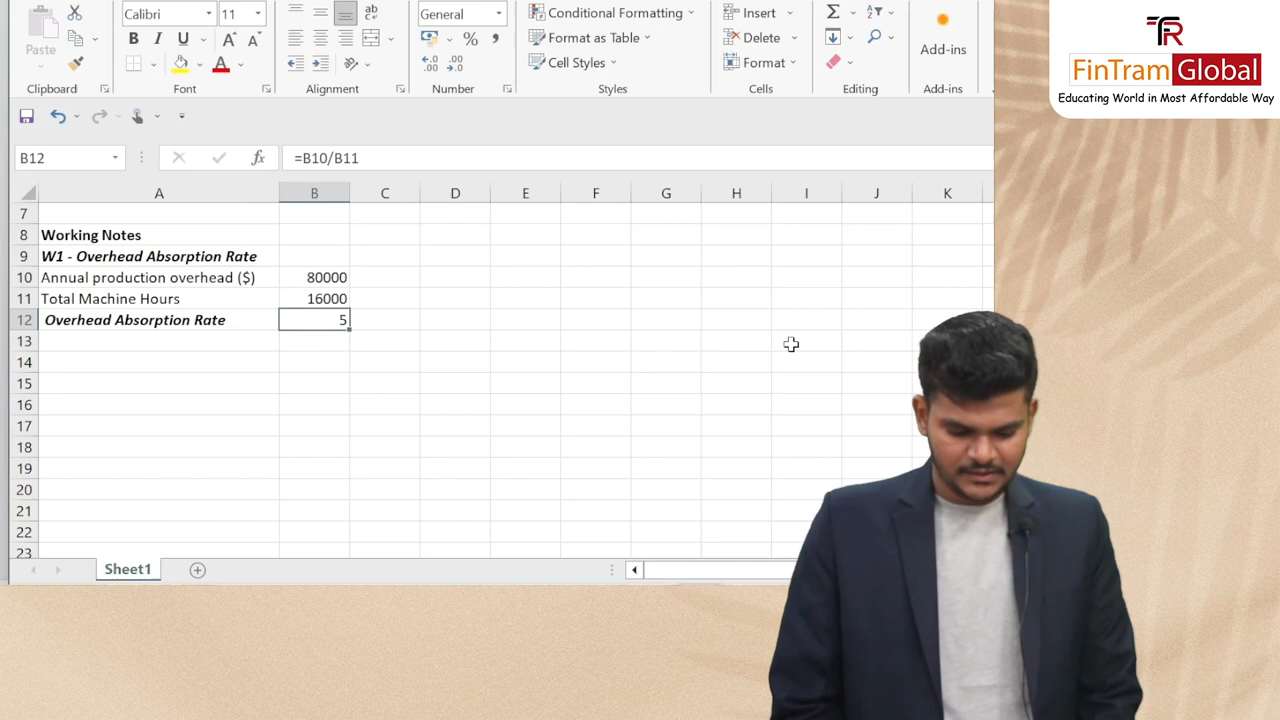 TR
FinTram Global
Educating World in Most Affordable Way
Calibri 11 General Conditional Formatting Insert
Paste B I U A A ab c % Format as Table Delete Add-ins
A Cell Styles Format
Clipboard Font Alignment Number Styles Cells Editing Add-ins
B12 fx =B10/B11
A B C D E F G H I J K
7
8 Working Notes
9 W1 - Overhead Absorption Rate
10 Annual production overhead ($) 80000
11 Total Machine Hours 16000
12 Overhead Absorption Rate 5
13
14
15
16
17
18
19
20
21
22
23
Sheet1